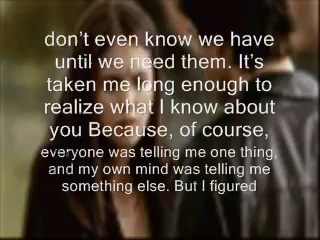 don't even know we have
until we need them. It's
taken me long enough to
realize what I know about
you Because, of course,
everyone was telling me one thing,
and my own mind was telling me
something else. But I figured